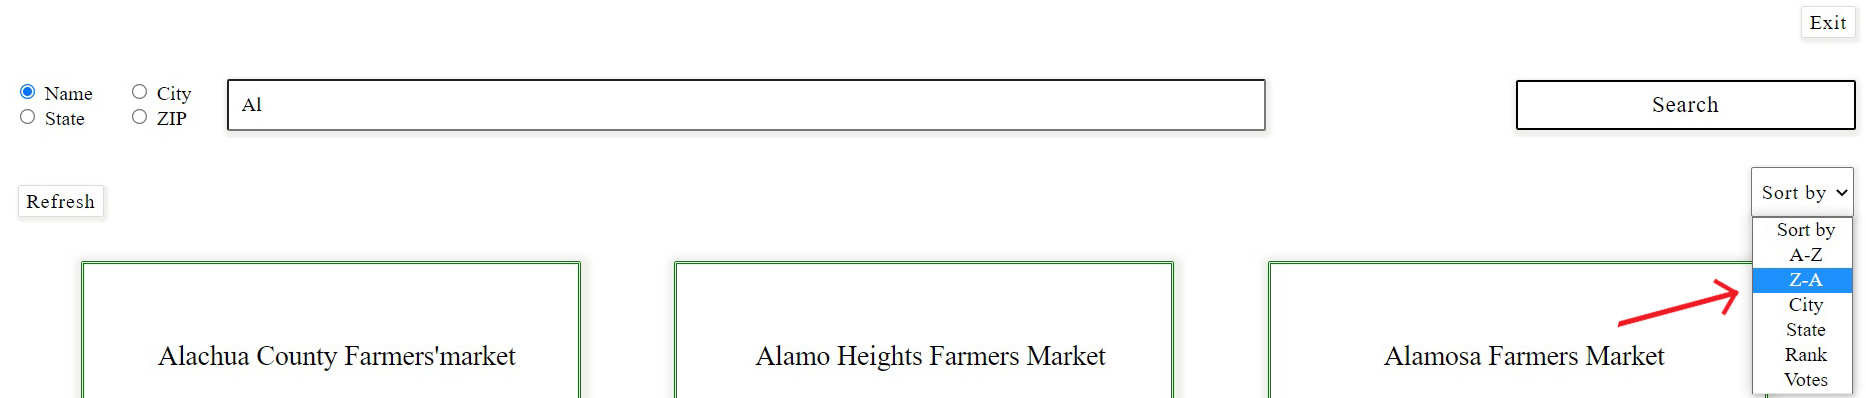 Exit
Name City
State ZIP
Al
Search
Refresh
Sort by
Sort by
A-Z
Z-A
City
State
Rank
Votes
Alachua County Farmers'market
Alamo Heights Farmers Market
Alamosa Farmers Market